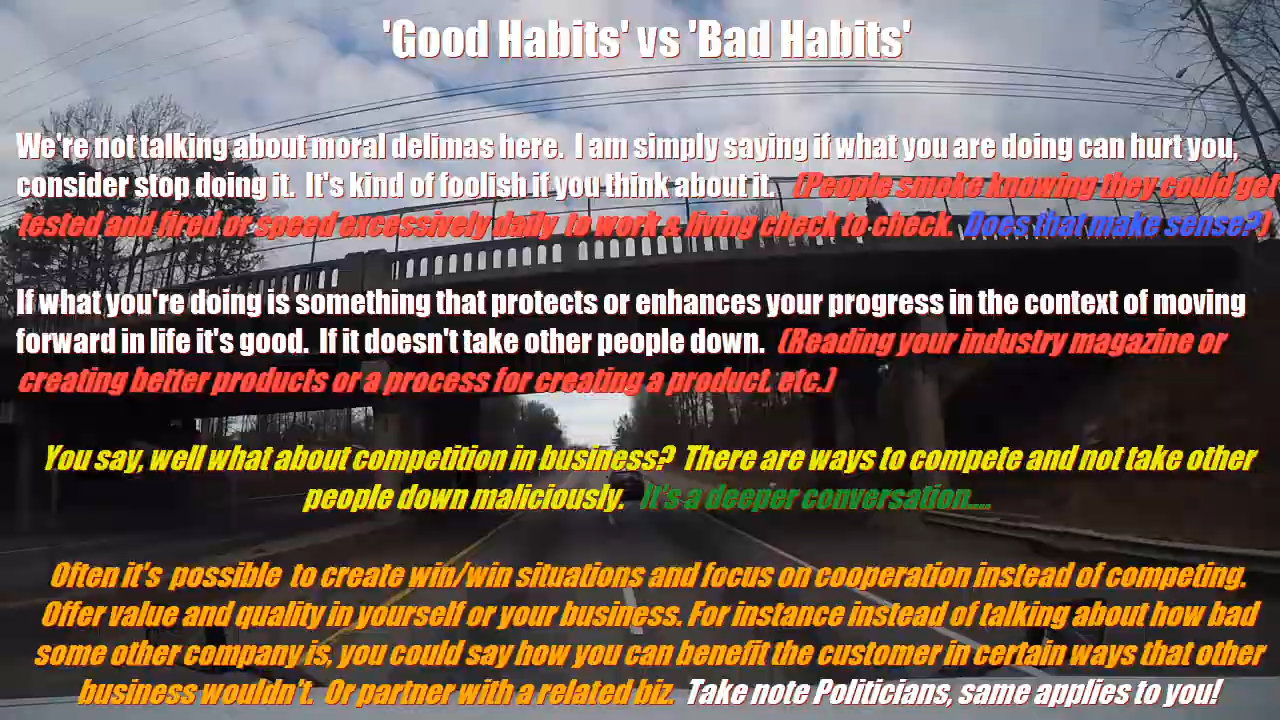 'Good Habits' vs 'Bad Habits'
We're not talking about moral delimas here. I am simply saying if what you are doing can hurt you,
consider stop doing it. It's kind of foolish if you think about it. (People smoke knowing they could get
tested and fired or speed excessively daily to work & living check to check. Does that make sense?)
If what you're doing is something that protects or enhances your progress in the context of moving
forward in life it's good. If it doesn't take other people down. (Reading your industry magazine or
creating better products or a process for creating a product, etc.)
You say, well what about competition in business? There are ways to compete and not take other
people down maliciously. It's a deeper conversation....
Often it's possible to create win/win situations and focus on cooperation instead of competing.
Offer value and quality in yourself or your business. For instance instead of talking about how bad
some other company is, you could say how you can benefit the customer in certain ways that other
business wouldn't. Or partner with a related biz. Take note Politicians, same applies to you!